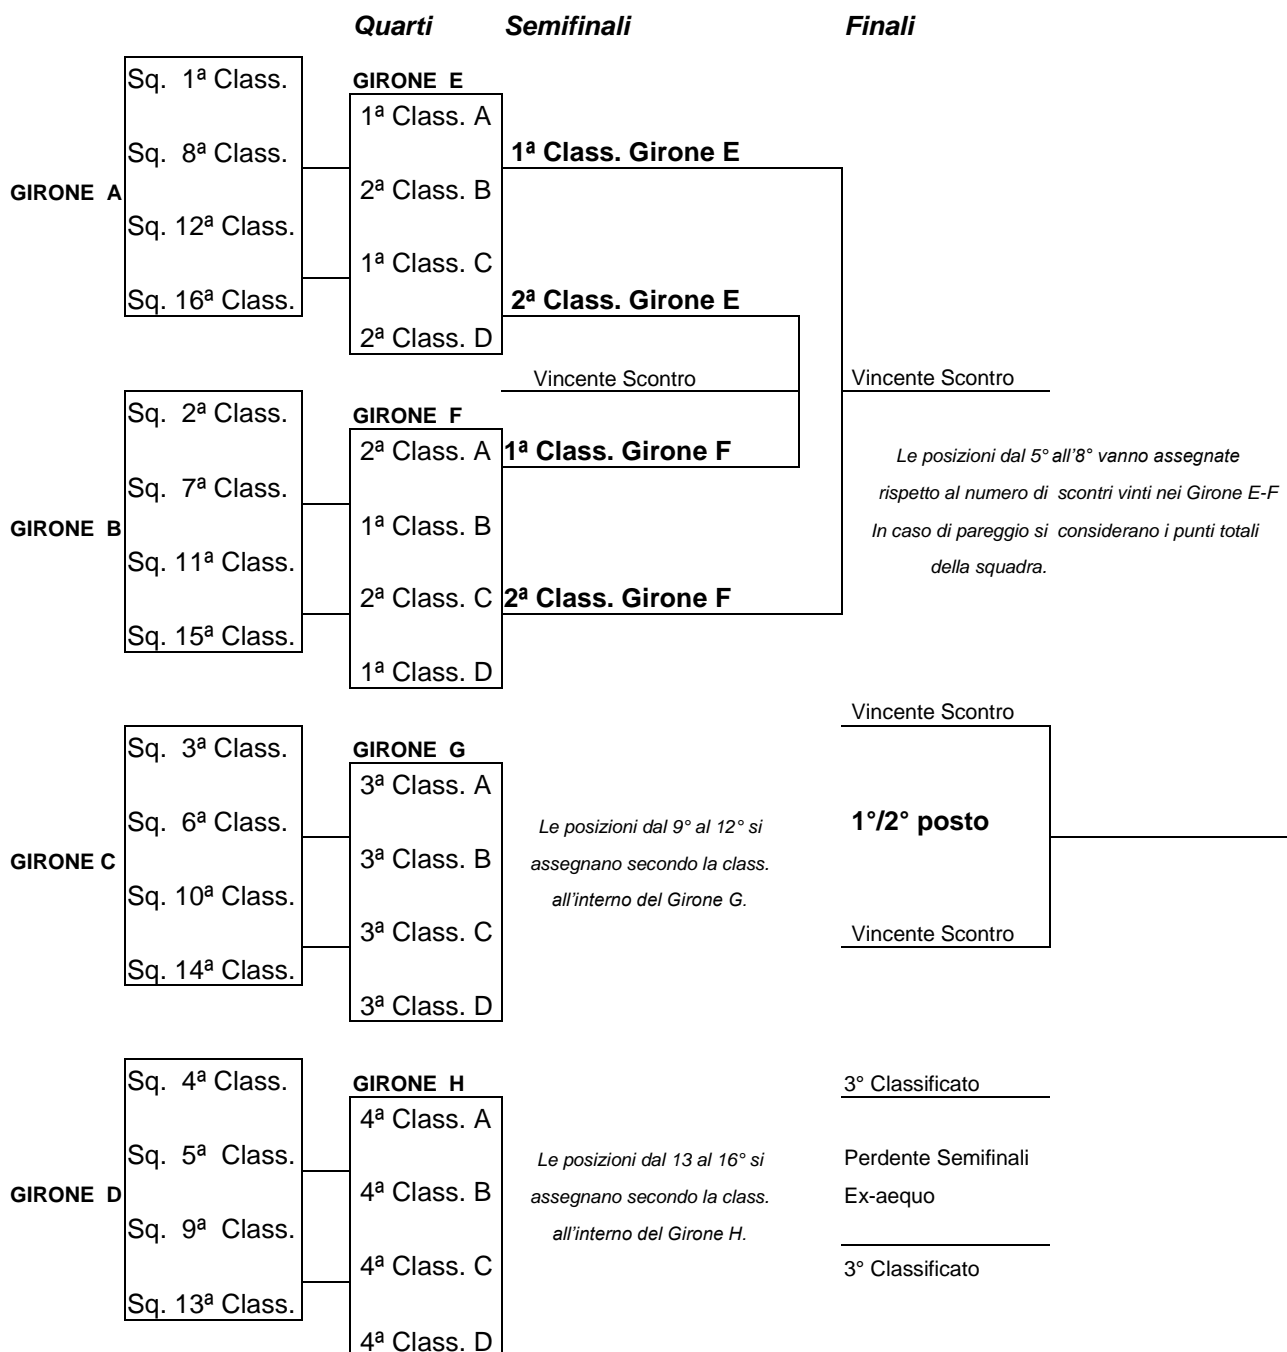 Quarti Semifinali Finali
GIRONE A
Sq. 1ª Class.
Sq. 8ª Class.
Sq. 12ª Class.
Sq. 16ª Class.
GIRONE E
1ª Class. A
2ª Class. B
1ª Class. C
2ª Class. D
1ª Class. Girone E
2ª Class. Girone E
Vincente Scontro
Vincente Scontro
GIRONE B
Sq. 2ª Class.
Sq. 7ª Class.
Sq. 11ª Class.
Sq. 15ª Class.
GIRONE F
2ª Class. A
1ª Class. B
2ª Class. C
1ª Class. D
1ª Class. Girone F
2ª Class. Girone F
Le posizioni dal 5° all'8° vanno assegnate
rispetto al numero di scontri vinti nei Girone E-F
In caso di pareggio si considerano i punti totali
della squadra.
GIRONE C
Sq. 3ª Class.
Sq. 6ª Class.
Sq. 10ª Class.
Sq. 14ª Class.
GIRONE G
3ª Class. A
3ª Class. B
3ª Class. C
3ª Class. D
Le posizioni dal 9° al 12° si
assegnano secondo la class.
all'interno del Girone G.
Vincente Scontro
1°/2° posto
Vincente Scontro
GIRONE D
Sq. 4ª Class.
Sq. 5ª Class.
Sq. 9ª Class.
Sq. 13ª Class.
GIRONE H
4ª Class. A
4ª Class. B
4ª Class. C
4ª Class. D
Le posizioni dal 13 al 16° si
assegnano secondo la class.
all'interno del Girone H.
3° Classificato
Perdente Semifinali
Ex-aequo
3° Classificato